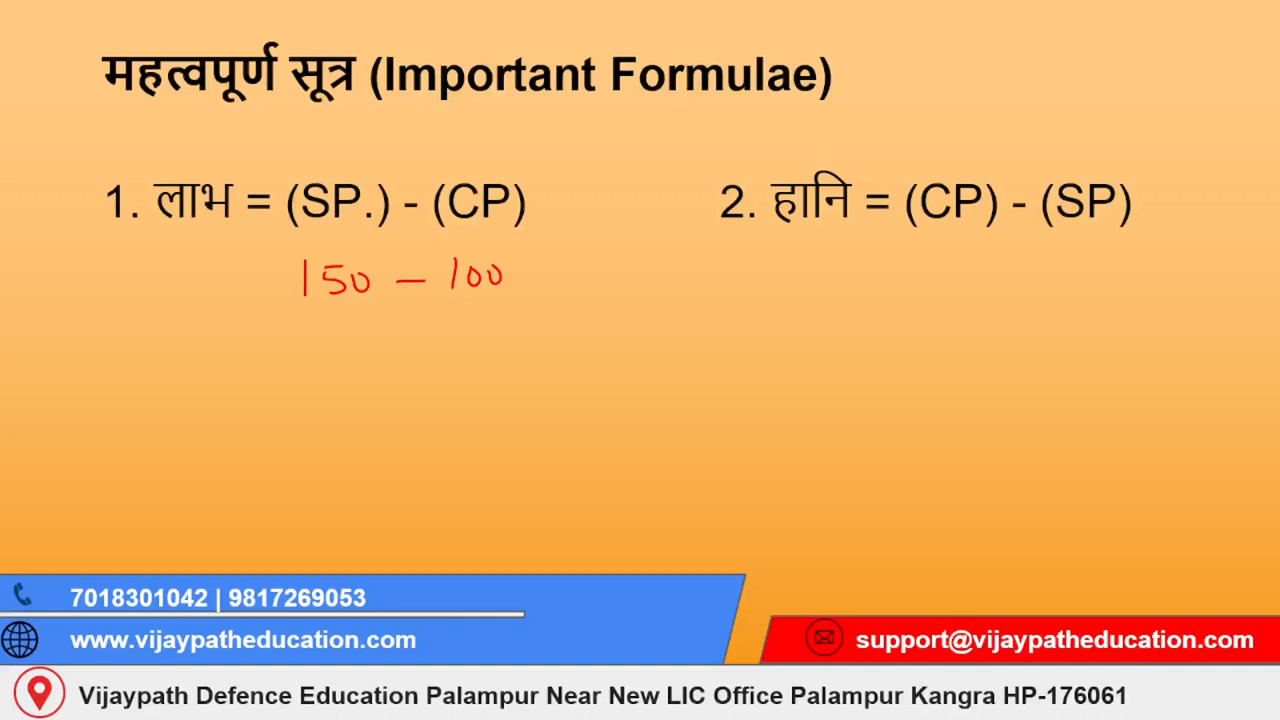 महत्वपूर्ण सूत्र (Important Formulae)
1. लाभ = (SP.) - (CP)
2. हानि = (CP) - (SP)
150 - 100
7018301042 | 9817269053
www.vijaypatheducation.com
support@vijaypatheducation.com
Vijaypath Defence Education Palampur Near New LIC Office Palampur Kangra HP-176061